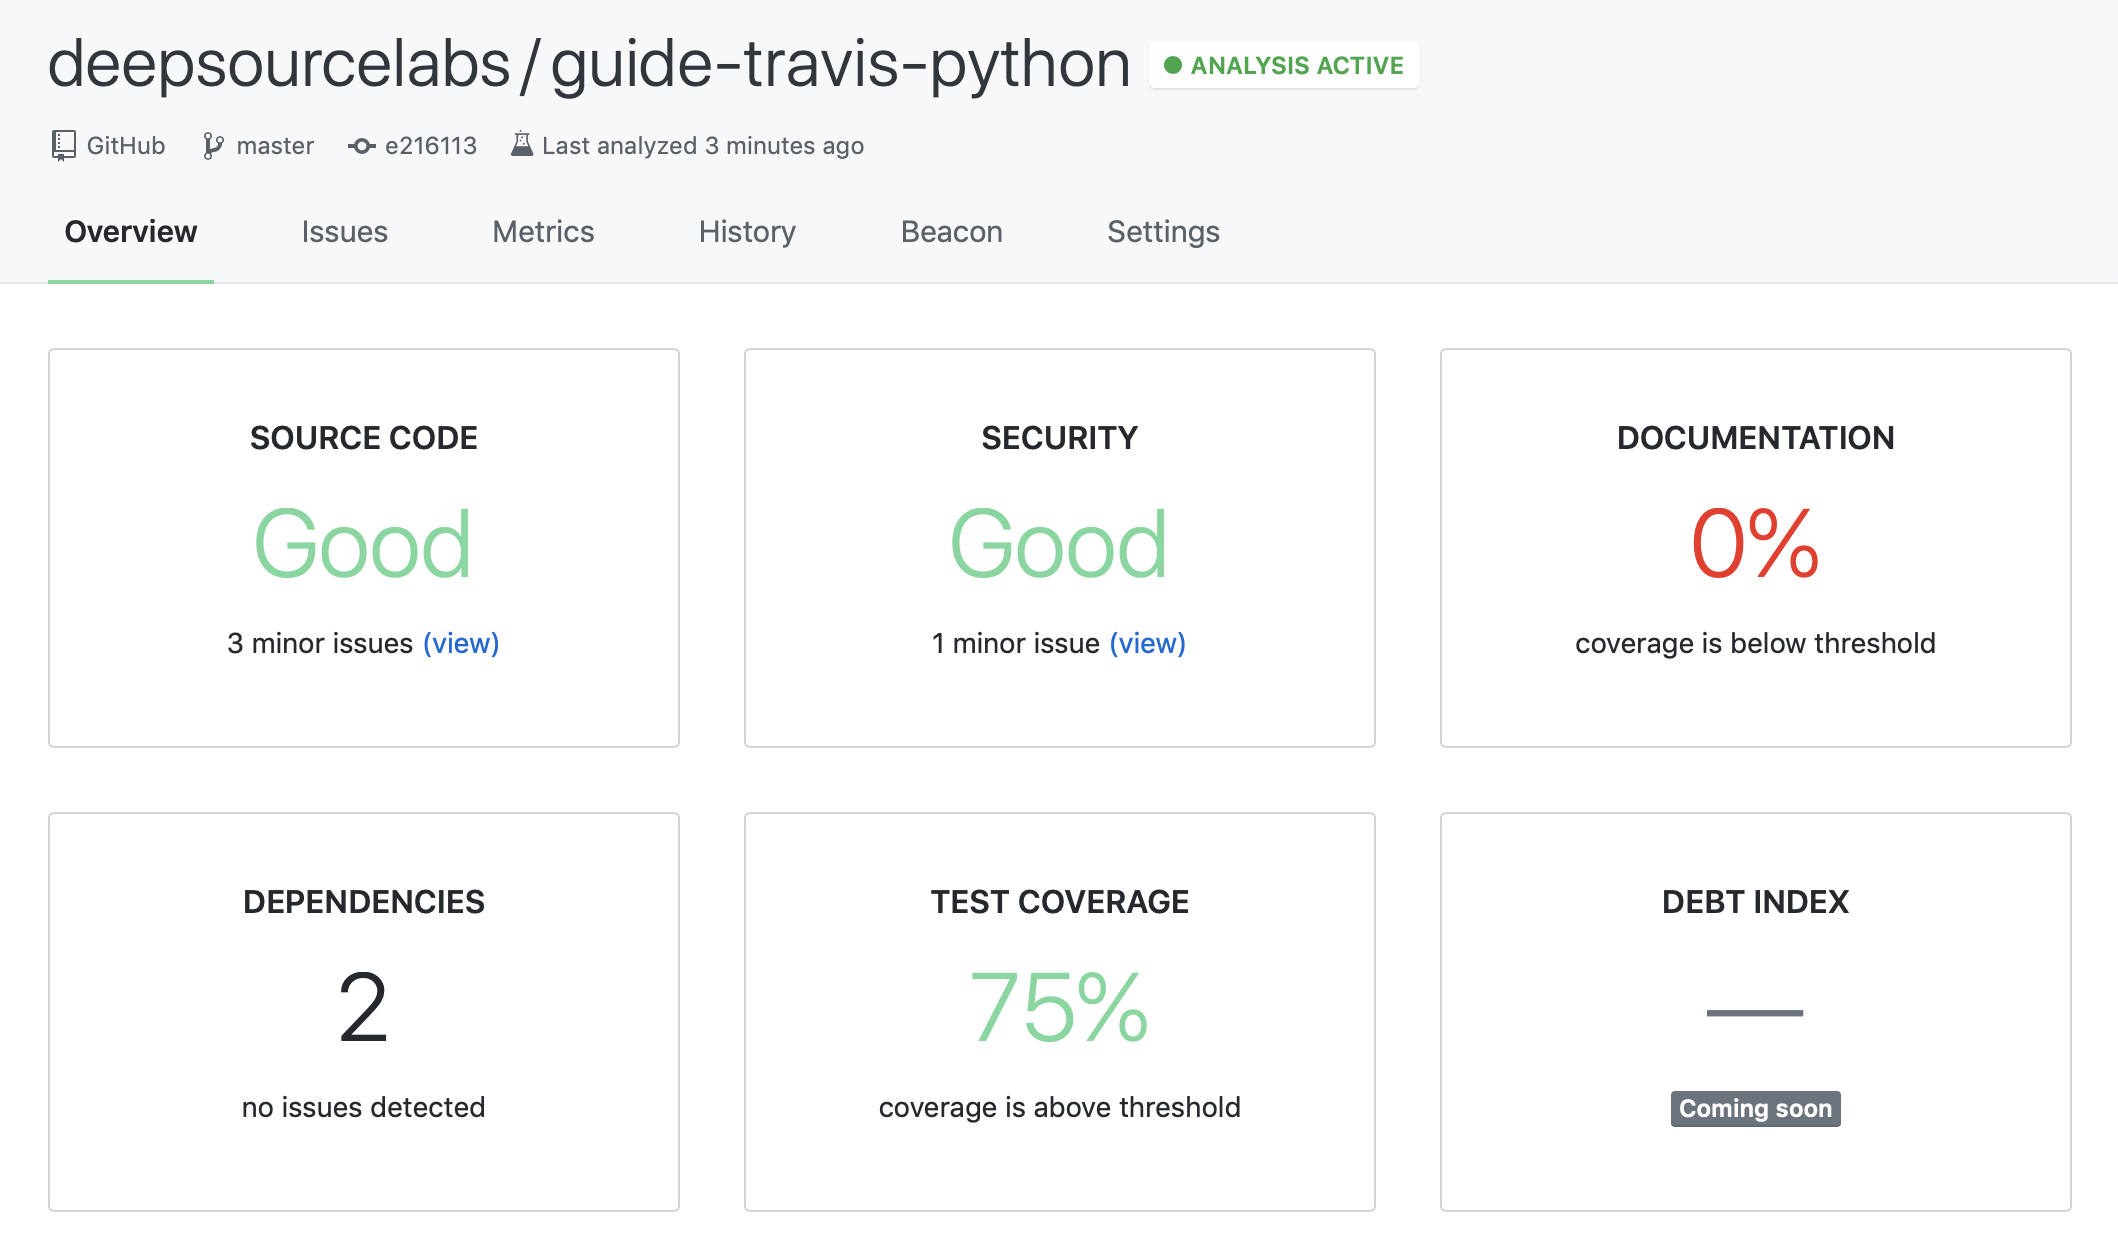 deepsourcelabs / guide-travis-python ANALYSIS ACTIVE
GitHub master e216113 Last analyzed 3 minutes ago
Overview Issues Metrics History Beacon Settings
SOURCE CODE
Good
3 minor issues (view)
SECURITY
Good
1 minor issue (view)
DOCUMENTATION
0%
coverage is below threshold
DEPENDENCIES
2
no issues detected
TEST COVERAGE
75%
coverage is above threshold
DEBT INDEX
—
Coming soon